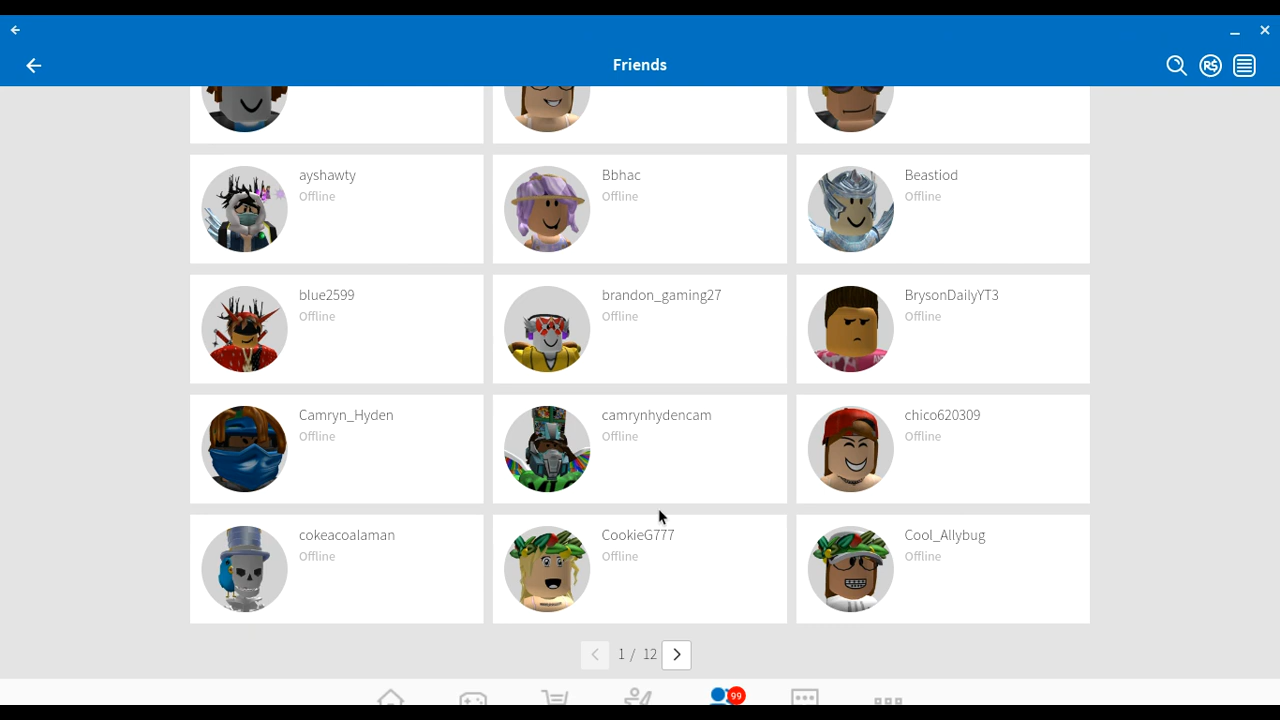 Friends
R$
ayshawty
Offline
Bbhac
Offline
Beastiod
Offline
blue2599
Offline
brandon_gaming27
Offline
BrysonDailyYT3
Offline
Camryn_Hyden
Offline
camrynhydencam
Offline
chico620309
Offline
cokeacoalaman
Offline
CookieG777
Offline
Cool_Allybug
Offline
1 / 12
99